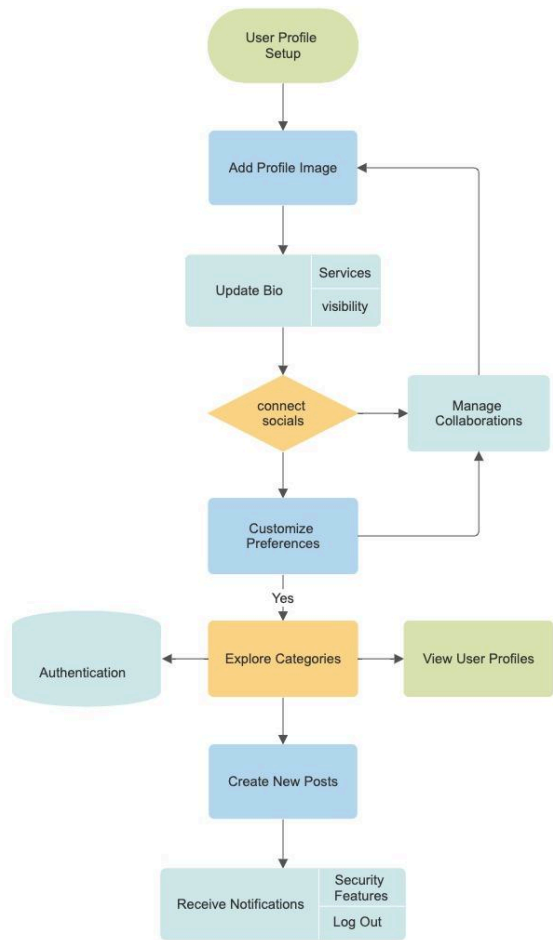 User Profile
Setup
Add Profile Image
Update Bio
Services
visibility
connect
socials
Manage
Collaborations
Customize
Preferences
Yes
Authentication
Explore Categories
View User Profiles
Create New Posts
Receive Notifications
Security
Features
Log Out